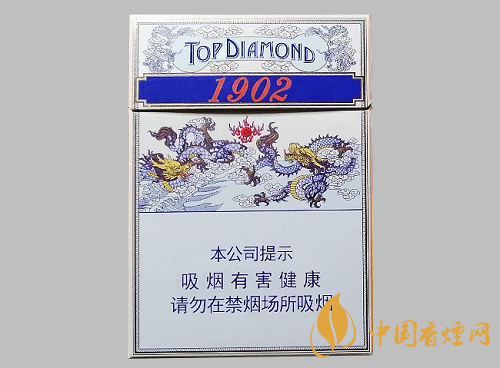 TOP DIAMOND
1902
本公司提示
吸烟有害健康
请勿在禁烟场所吸烟
中国香烟网